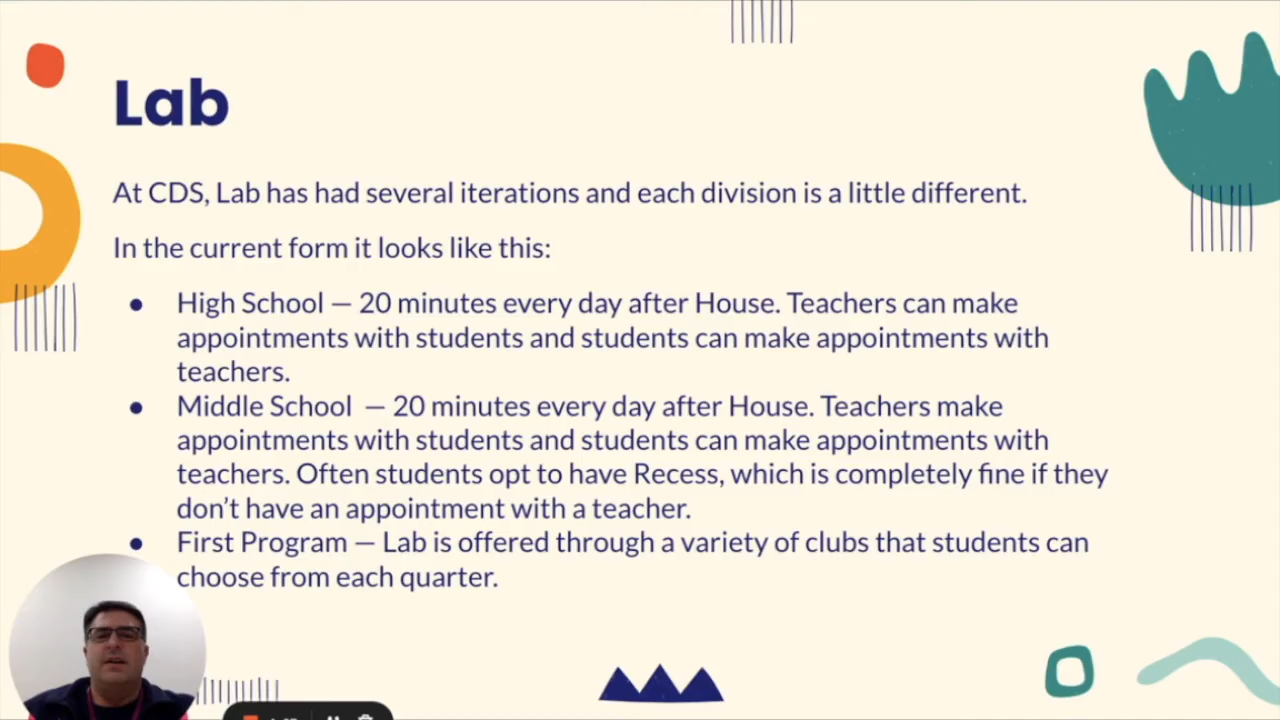 Lab
At CDS, Lab has had several iterations and each division is a little different.
In the current form it looks like this:
● High School — 20 minutes every day after House. Teachers can make
appointments with students and students can make appointments with
teachers.
● Middle School — 20 minutes every day after House. Teachers make
appointments with students and students can make appointments with
teachers. Often students opt to have Recess, which is completely fine if they
don't have an appointment with a teacher.
● First Program — Lab is offered through a variety of clubs that students can
choose from each quarter.